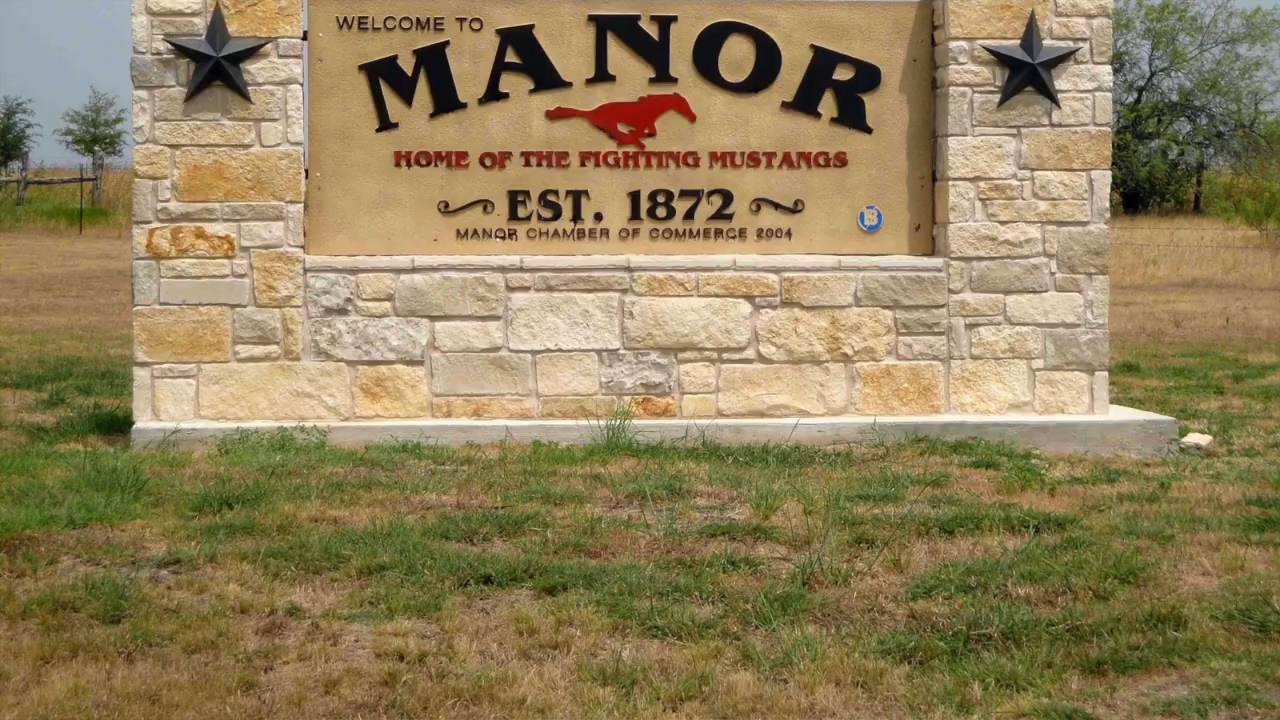 WELCOME TO
MANOR
HOME OF THE FIGHTING MUSTANGS
EST. 1872
MANOR CHAMBER OF COMMERCE 2004